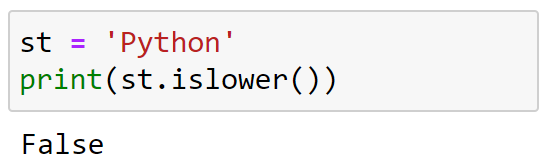 st = 'Python'
print(st.islower())
False